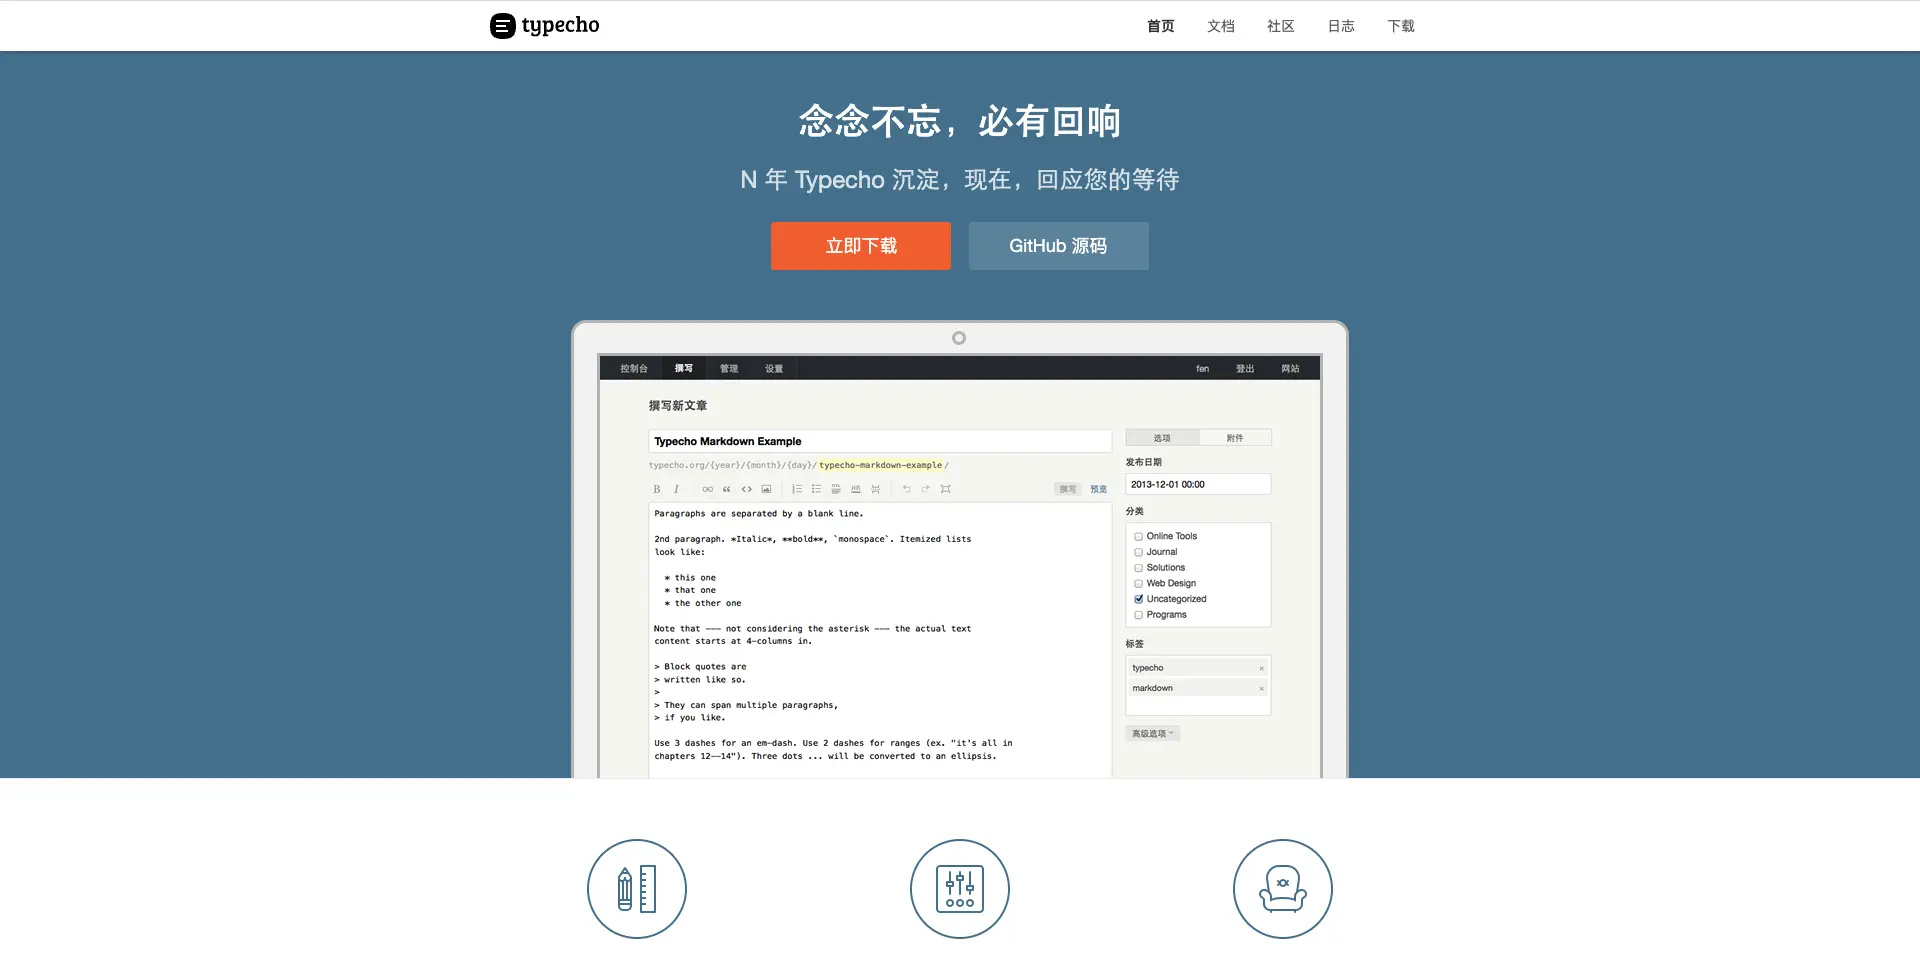 typecho
首页 文档 社区 日志 下载
念念不忘，必有回响
N 年 Typecho 沉淀，现在，回应您的等待
立即下载 GitHub 源码
控制台 撰写 管理 设置 fen 登出 网站
撰写新文章
Typecho Markdown Example
typecho.org/{year}/{month}/{day}/typecho-markdown-example/
B I 撰写 预览
Paragraphs are separated by a blank line.
2nd paragraph. *Italic*, **bold**, `monospace`. Itemized lists
look like:
* this one
* that one
* the other one
Note that --- not considering the asterisk --- the actual text
content starts at 4-columns in.
> Block quotes are
> written like so.
>
> They can span multiple paragraphs,
> if you like.
Use 3 dashes for an em-dash. Use 2 dashes for ranges (ex. "it's all in
chapters 12--14"). Three dots ... will be converted to an ellipsis.
选项 附件
发布日期
2013-12-01 00:00
分类
Online Tools
Journal
Solutions
Web Design
Uncategorized
Programs
标签
typecho ×
markdown ×
高级选项